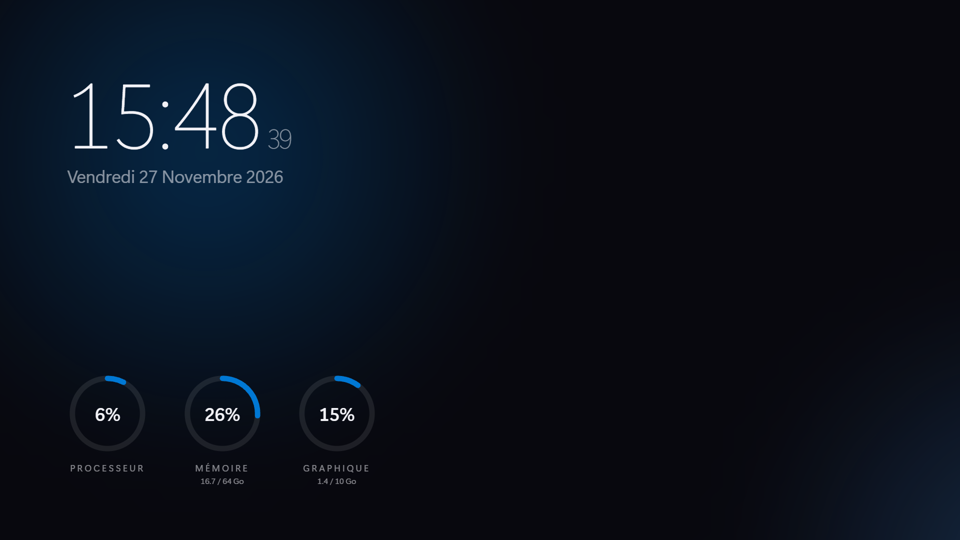 15:48 39
Vendredi 27 Novembre 2026
6% 26% 15%
PROCESSEUR MÉMOIRE GRAPHIQUE
16.7 / 64 Go 1.4 / 10 Go